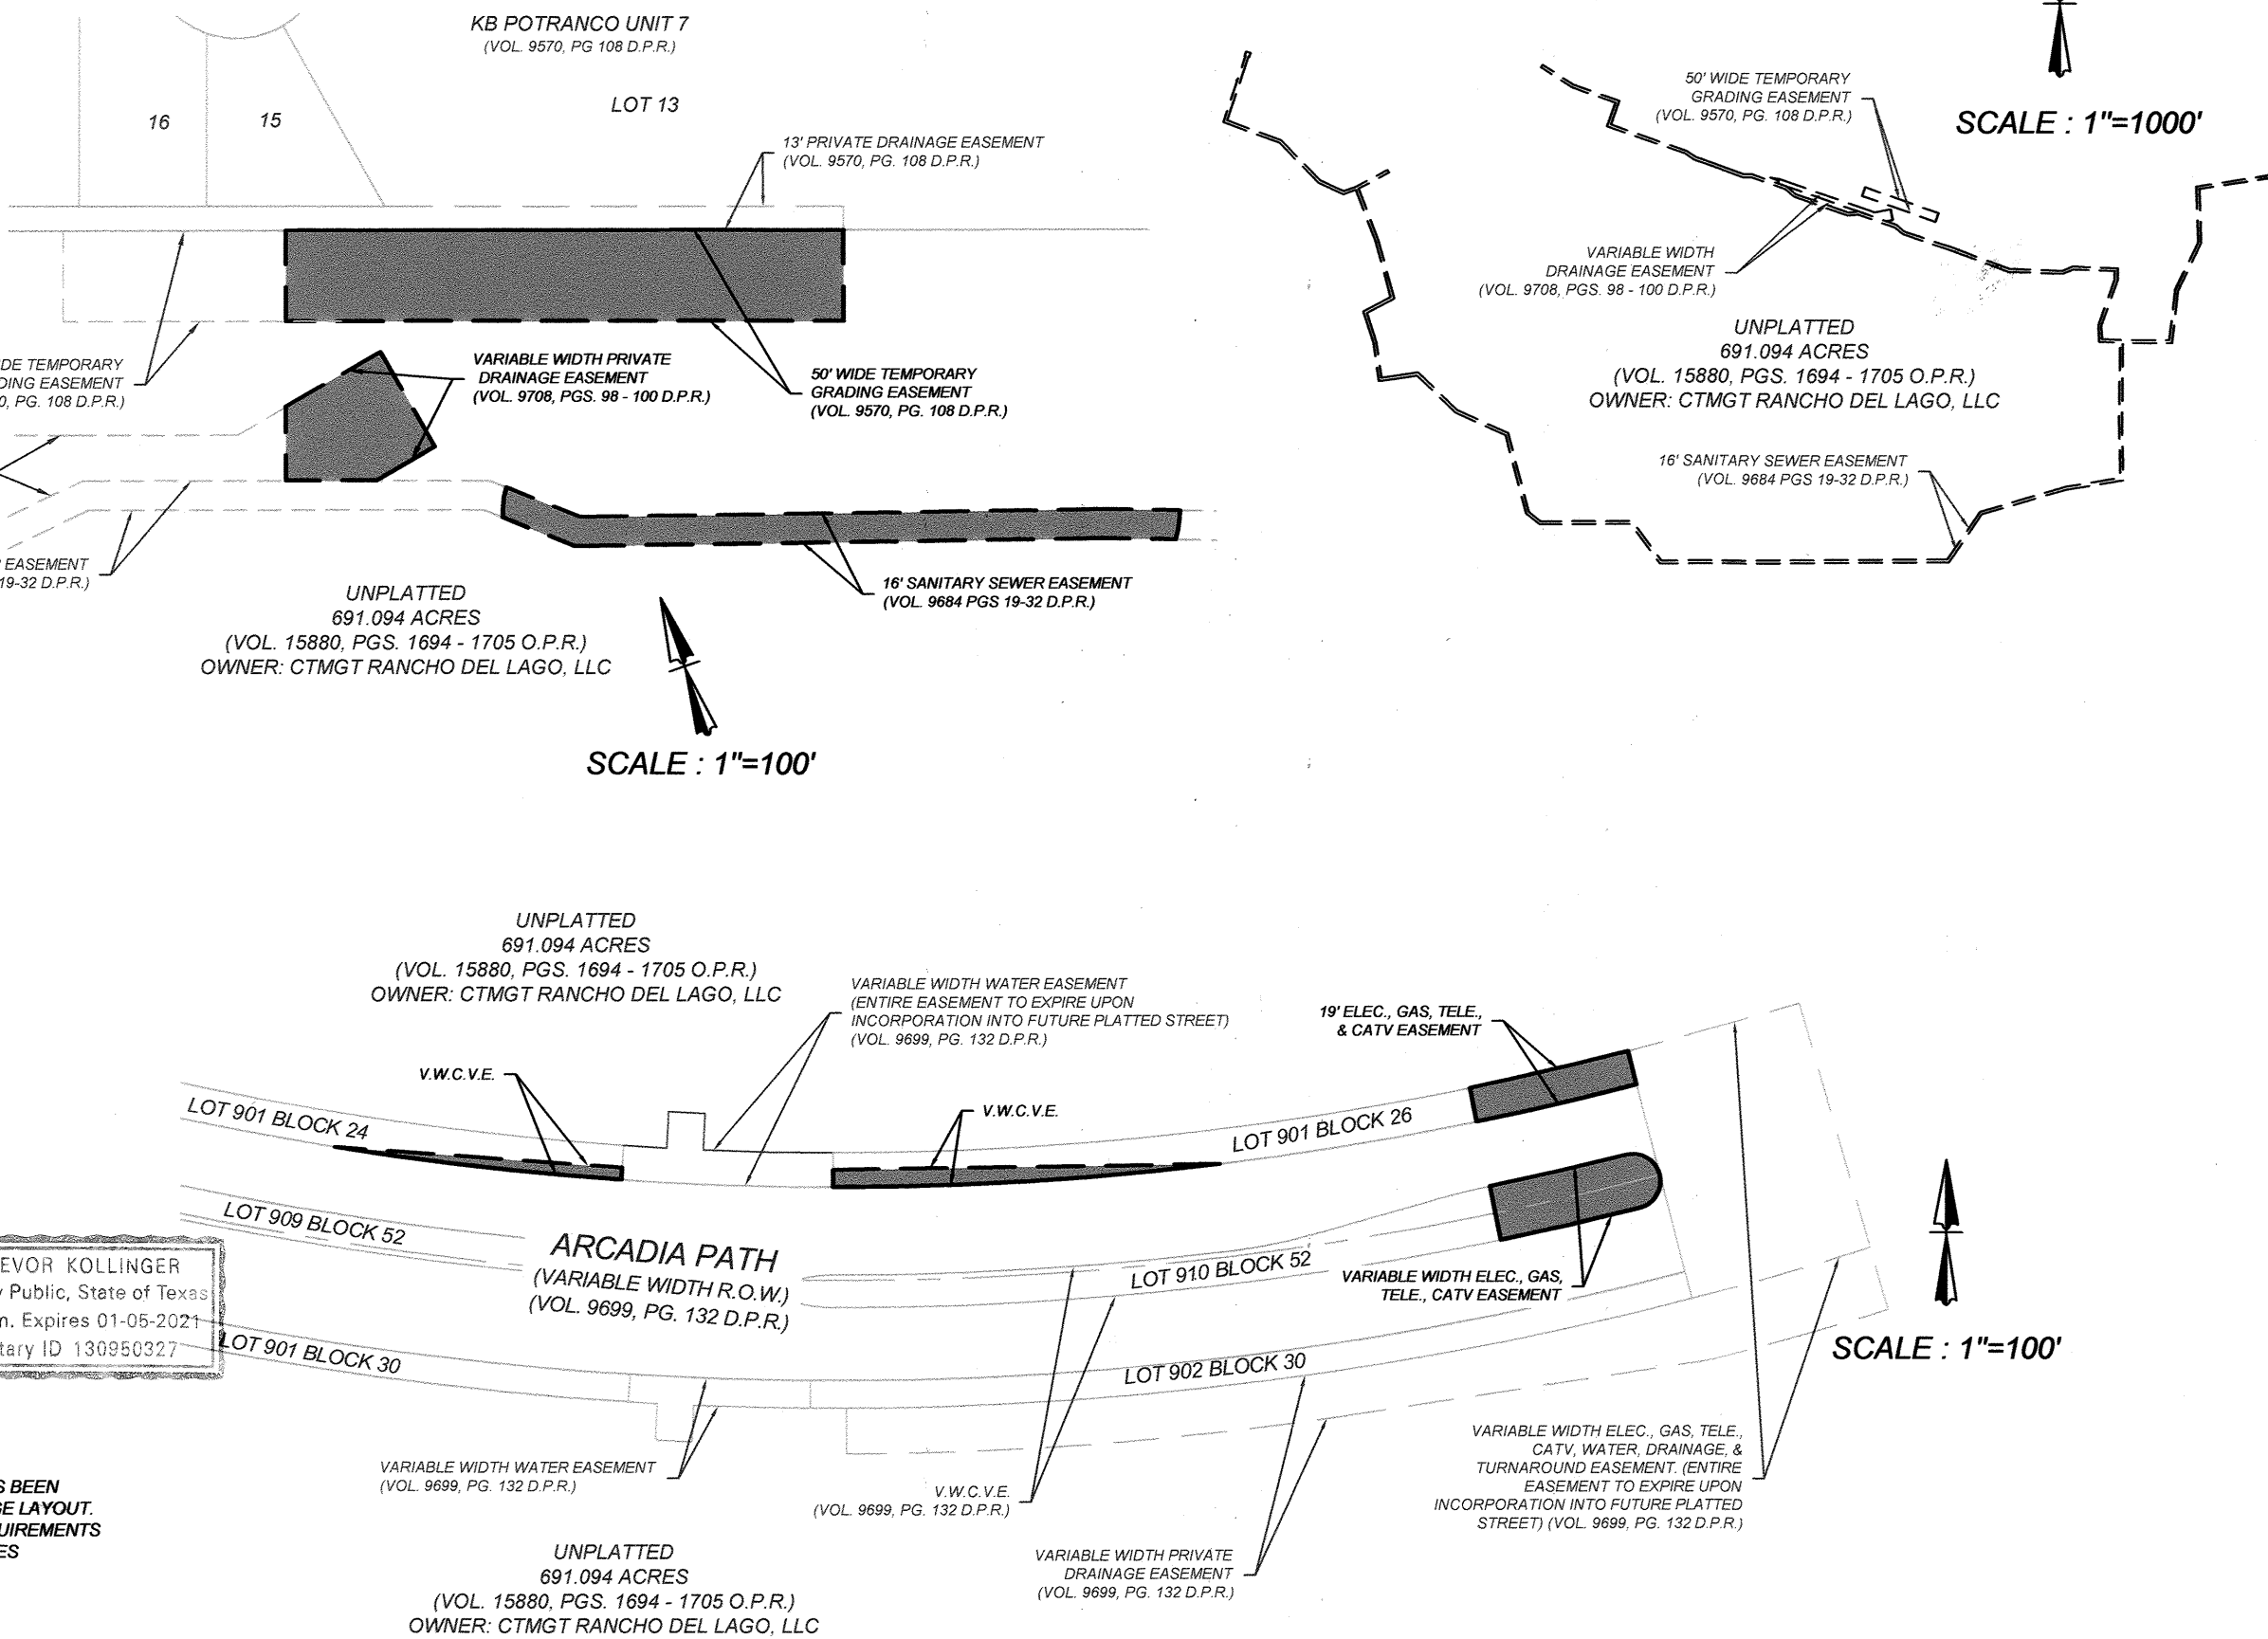 KB POTRANCO UNIT 7
(VOL. 9570, PG 108 D.P.R.)
LOT 13
16
15
13' PRIVATE DRAINAGE EASEMENT
(VOL. 9570, PG. 108 D.P.R.)
TEMPORARY
EASEMENT
PG. 108 D.P.R.)
VARIABLE WIDTH PRIVATE
DRAINAGE EASEMENT
(VOL. 9708, PGS. 98 - 100 D.P.R.)
50' WIDE TEMPORARY
GRADING EASEMENT
(VOL. 9570, PG. 108 D.P.R.)
EASEMENT
19-32 D.P.R.)
16' SANITARY SEWER EASEMENT
(VOL. 9684 PGS 19-32 D.P.R.)
UNPLATTED
691.094 ACRES
(VOL. 15880, PGS. 1694 - 1705 O.P.R.)
OWNER: CTMGT RANCHO DEL LAGO, LLC
SCALE : 1"=100'
50' WIDE TEMPORARY
GRADING EASEMENT
(VOL. 9570, PG. 108 D.P.R.)
SCALE : 1"=1000'
VARIABLE WIDTH
DRAINAGE EASEMENT
(VOL. 9708, PGS. 98 - 100 D.P.R.)
UNPLATTED
691.094 ACRES
(VOL. 15880, PGS. 1694 - 1705 O.P.R.)
OWNER: CTMGT RANCHO DEL LAGO, LLC
16' SANITARY SEWER EASEMENT
(VOL. 9684 PGS 19-32 D.P.R.)
UNPLATTED
691.094 ACRES
(VOL. 15880, PGS. 1694 - 1705 O.P.R.)
OWNER: CTMGT RANCHO DEL LAGO, LLC
VARIABLE WIDTH WATER EASEMENT
(ENTIRE EASEMENT TO EXPIRE UPON
INCORPORATION INTO FUTURE PLATTED STREET)
(VOL. 9699, PG. 132 D.P.R.)
19' ELEC., GAS, TELE.,
& CATV EASEMENT
V.W.C.V.E.
V.W.C.V.E.
LOT 901 BLOCK 24
LOT 901 BLOCK 26
LOT 909 BLOCK 52
ARCADIA PATH
(VARIABLE WIDTH R.O.W.)
(VOL. 9699, PG. 132 D.P.R.)
LOT 910 BLOCK 52
VARIABLE WIDTH ELEC., GAS,
TELE., CATV EASEMENT
EVOR KOLLINGER
Public, State of Texas
Expires 01-05-2021
ID 130950327
LOT 901 BLOCK 30
LOT 902 BLOCK 30
SCALE : 1"=100'
VARIABLE WIDTH WATER EASEMENT
(VOL. 9699, PG. 132 D.P.R.)
V.W.C.V.E.
(VOL. 9699, PG. 132 D.P.R.)
VARIABLE WIDTH ELEC., GAS, TELE.,
CATV, WATER, DRAINAGE, &
TURNAROUND EASEMENT. (ENTIRE
EASEMENT TO EXPIRE UPON
INCORPORATION INTO FUTURE PLATTED
STREET) (VOL. 9699, PG. 132 D.P.R.)
BEEN
LAYOUT.
VARIABLE WIDTH PRIVATE
DRAINAGE EASEMENT
(VOL. 9699, PG. 132 D.P.R.)
UNPLATTED
691.094 ACRES
(VOL. 15880, PGS. 1694 - 1705 O.P.R.)
OWNER: CTMGT RANCHO DEL LAGO, LLC